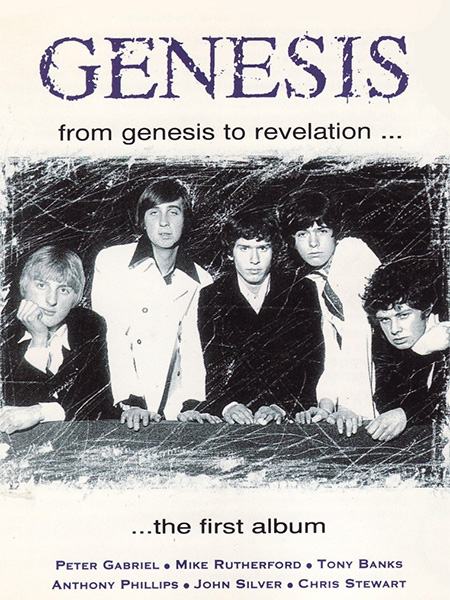 GENESIS
from genesis to revelation ...
...the first album
PETER GABRIEL • MIKE RUTHERFORD • TONY BANKS
ANTHONY PHILLIPS • JOHN SILVER • CHRIS STEWART